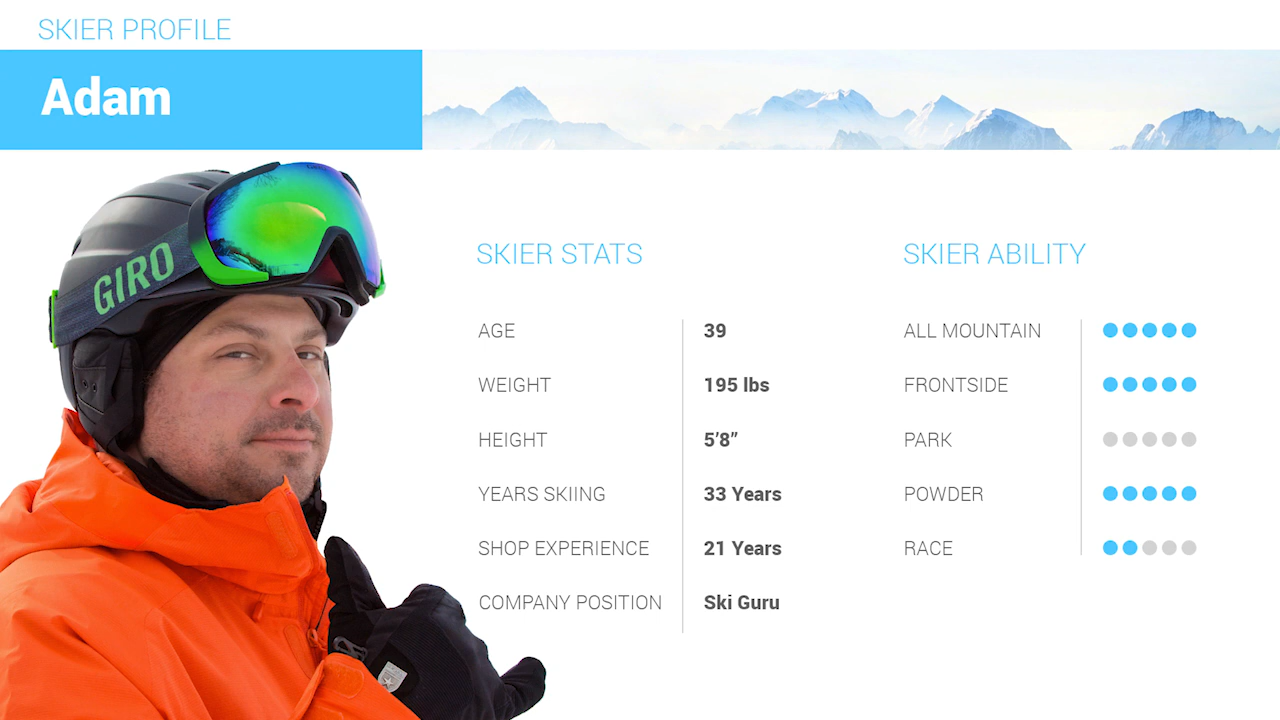 SKIER PROFILE
Adam
GIRO
SKIER STATS
AGE 39
WEIGHT 195 lbs
HEIGHT 5’8”
YEARS SKIING 33 Years
SHOP EXPERIENCE 21 Years
COMPANY POSITION Ski Guru
SKIER ABILITY
ALL MOUNTAIN
FRONTSIDE
PARK
POWDER
RACE